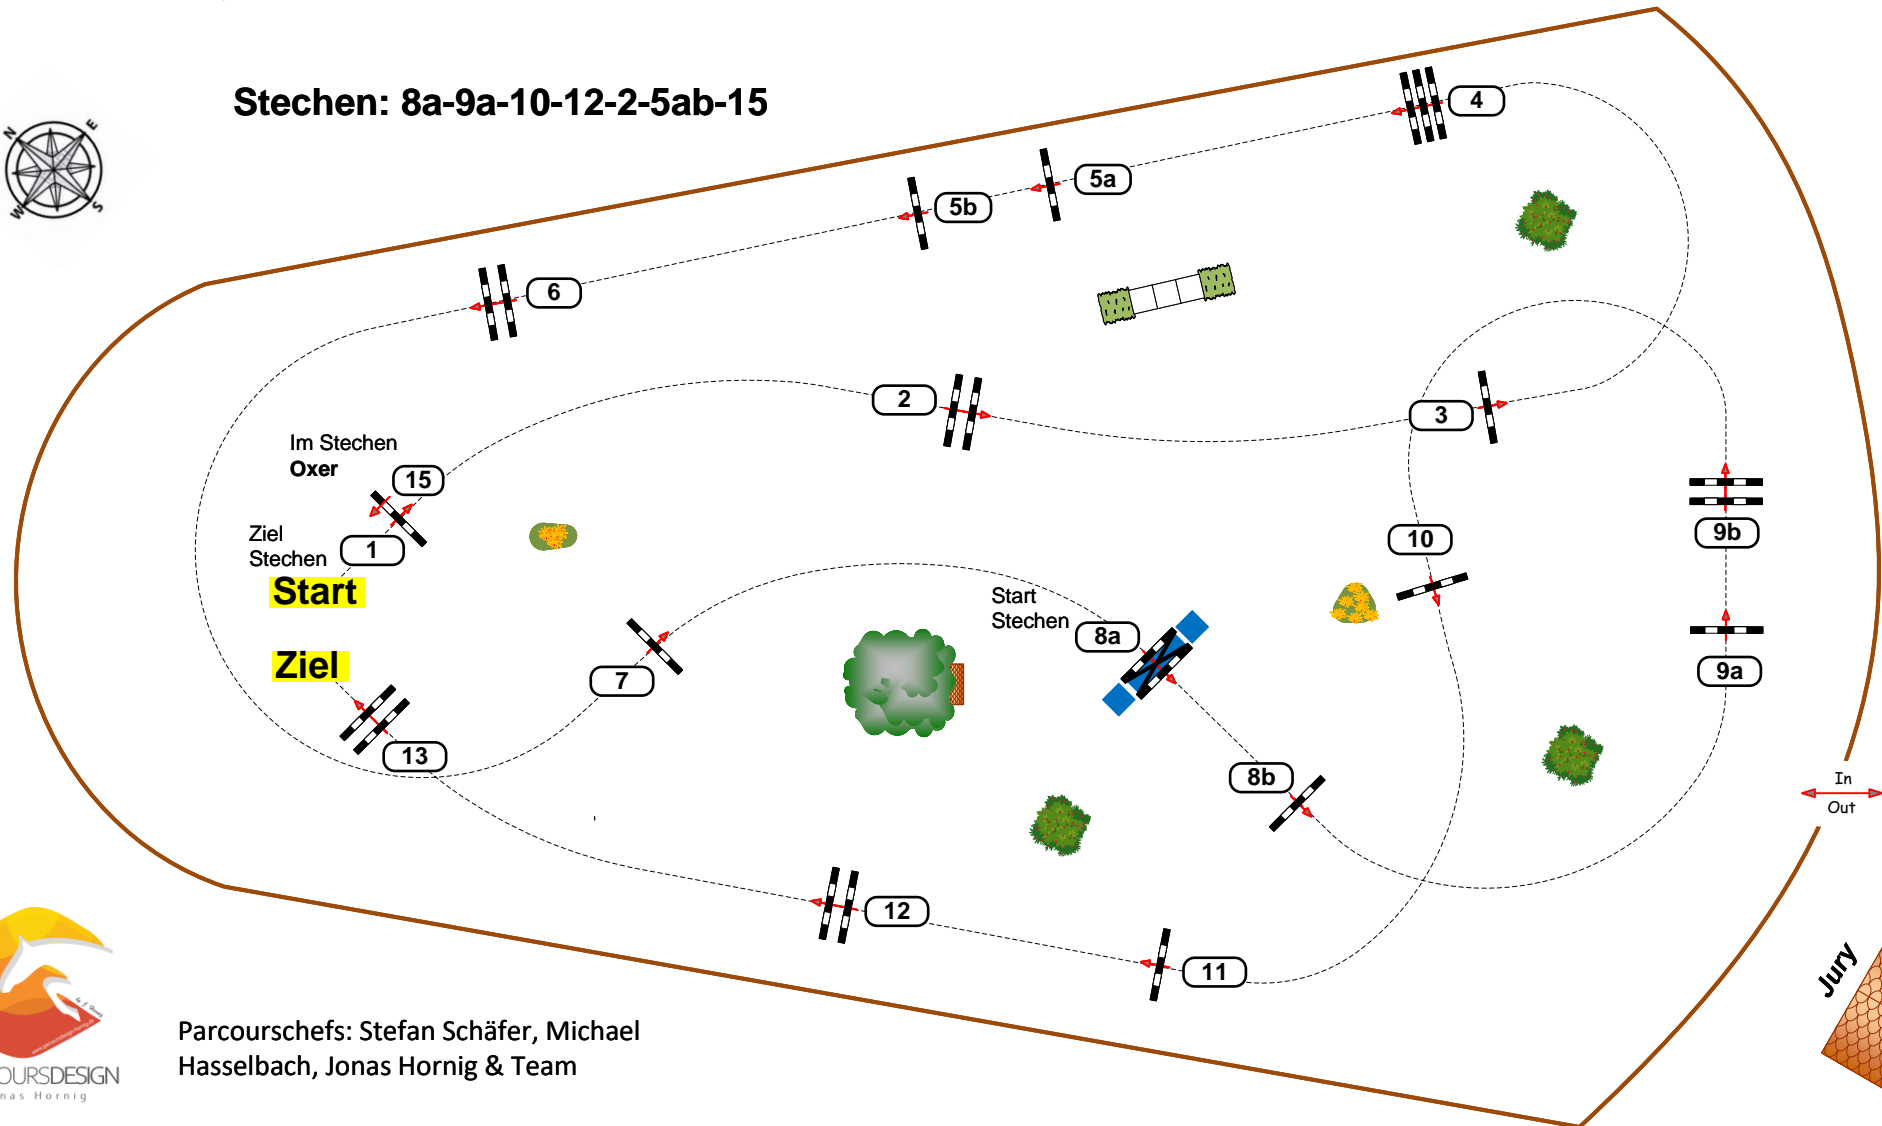 Stechen: 8a-9a-10-12-2-5ab-15
N
E
W
S
4
5a
5b
6
2
3
Im Stechen
Oxer
15
Ziel
Stechen
1
Start
10
9b
Start
Stechen
8a
Ziel
7
9a
13
8b
In
Out
12
11
Jury
Parcourschefs: Stefan Schäfer, Michael
Hasselbach, Jonas Hornig & Team
OURSDESIGN
nas Hornig